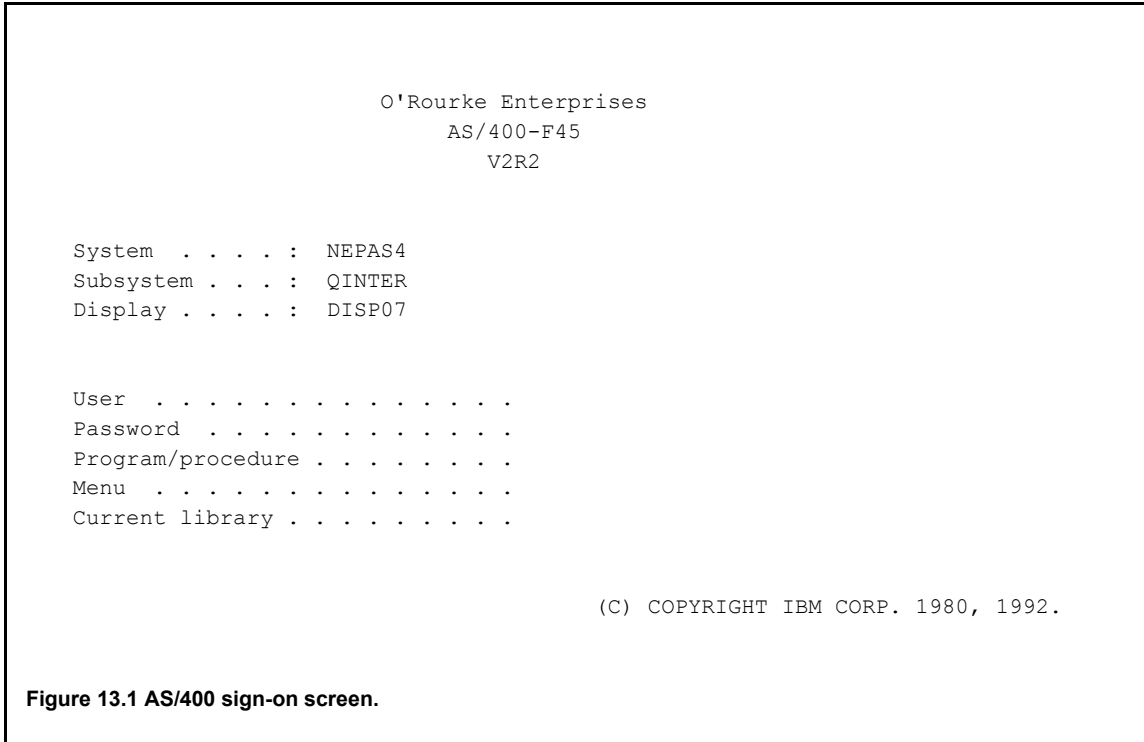 O'Rourke Enterprises
AS/400-F45
V2R2
System . . . . : NEPAS4
Subsystem . . . : QINTER
Display . . . . : DISP07
User . . . . . . . . . . . . . .
Password . . . . . . . . . . . .
Program/procedure . . . . . . . .
Menu . . . . . . . . . . . . . .
Current library . . . . . . . . .
(C) COPYRIGHT IBM CORP. 1980, 1992.
Figure 13.1 AS/400 sign-on screen.